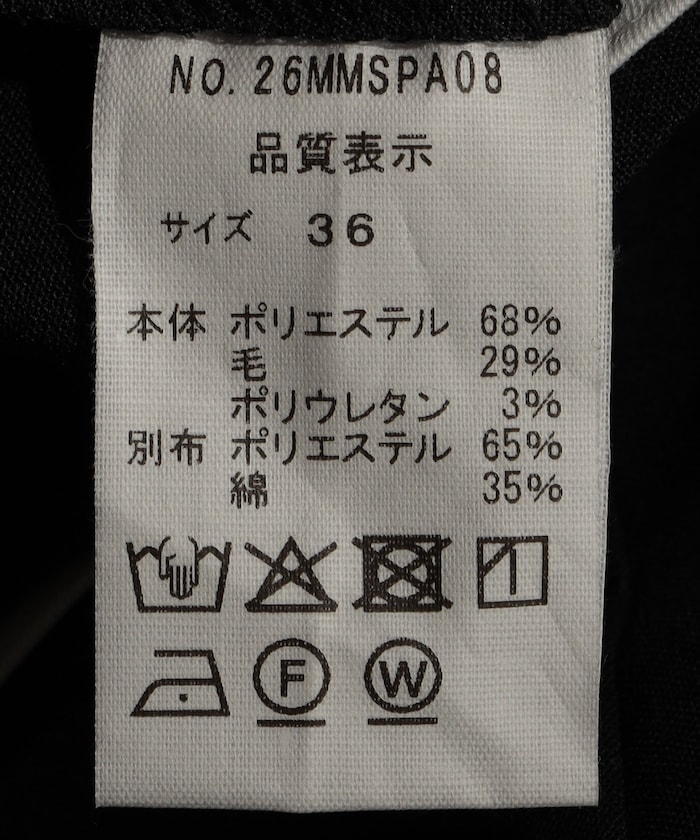 NO. 26MMSPA08
品質表示
サイズ 36
本体 ポリエステル 68%
毛 29%
ポリウレタン 3%
別布 ポリエステル 65%
綿 35%
F W